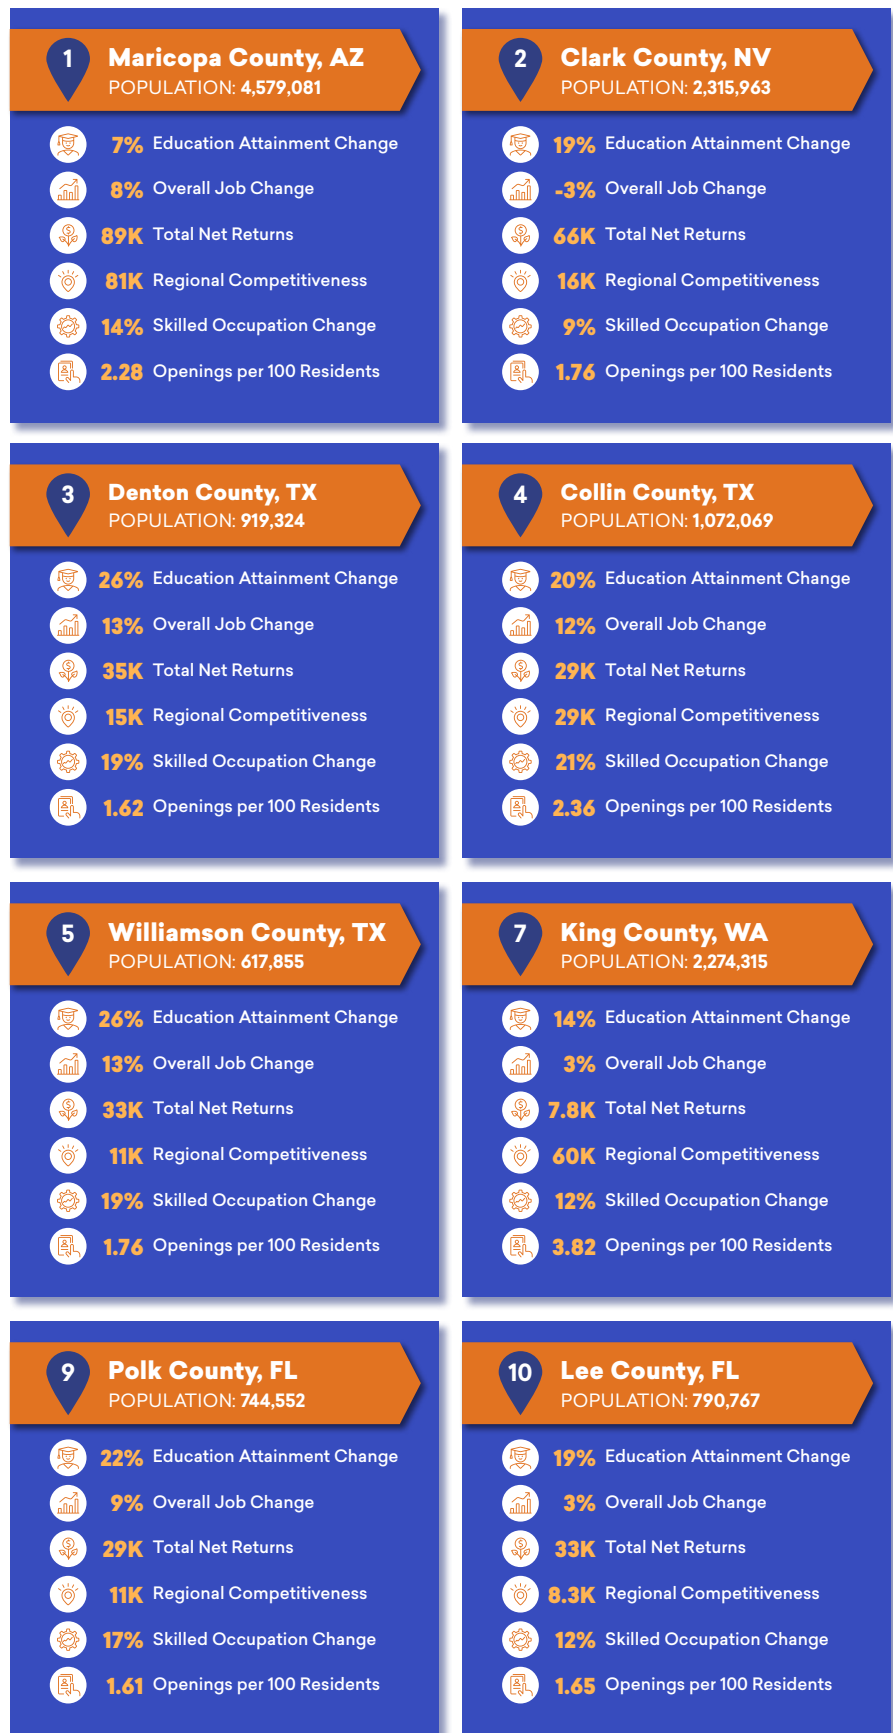 1
Maricopa County, AZ
POPULATION: 4,579,081
7% Education Attainment Change
8% Overall Job Change
89K Total Net Returns
81K Regional Competitiveness
14% Skilled Occupation Change
2.28 Openings per 100 Residents
2
Clark County, NV
POPULATION: 2,315,963
19% Education Attainment Change
-3% Overall Job Change
66K Total Net Returns
16K Regional Competitiveness
9% Skilled Occupation Change
1.76 Openings per 100 Residents
3
Denton County, TX
POPULATION: 919,324
26% Education Attainment Change
13% Overall Job Change
35K Total Net Returns
15K Regional Competitiveness
19% Skilled Occupation Change
1.62 Openings per 100 Residents
4
Collin County, TX
POPULATION: 1,072,069
20% Education Attainment Change
12% Overall Job Change
29K Total Net Returns
29K Regional Competitiveness
21% Skilled Occupation Change
2.36 Openings per 100 Residents
5
Williamson County, TX
POPULATION: 617,855
26% Education Attainment Change
13% Overall Job Change
33K Total Net Returns
11K Regional Competitiveness
19% Skilled Occupation Change
1.76 Openings per 100 Residents
7
King County, WA
POPULATION: 2,274,315
14% Education Attainment Change
3% Overall Job Change
7.8K Total Net Returns
60K Regional Competitiveness
12% Skilled Occupation Change
3.82 Openings per 100 Residents
9
Polk County, FL
POPULATION: 744,552
22% Education Attainment Change
9% Overall Job Change
29K Total Net Returns
11K Regional Competitiveness
17% Skilled Occupation Change
1.61 Openings per 100 Residents
10
Lee County, FL
POPULATION: 790,767
19% Education Attainment Change
3% Overall Job Change
33K Total Net Returns
8.3K Regional Competitiveness
12% Skilled Occupation Change
1.65 Openings per 100 Residents